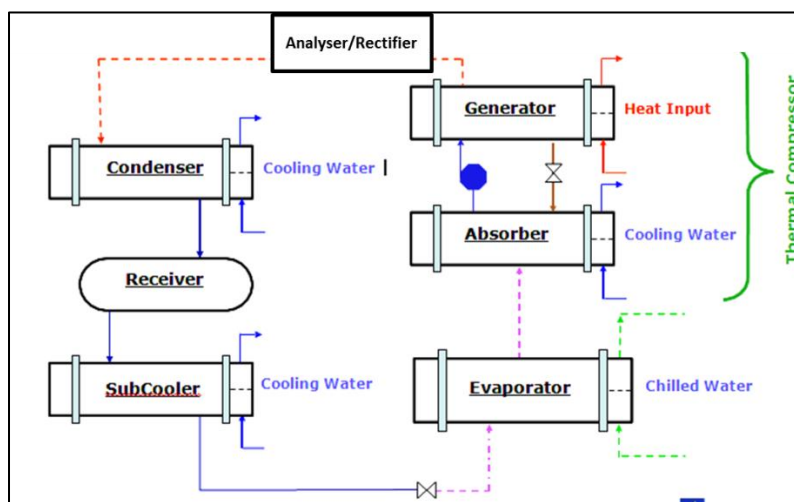 Analyser/Rectifier
Generator
Heat Input
Condenser
Cooling Water
Absorber
Cooling Water
Thermal Compressor
Receiver
SubCooler
Cooling Water
Evaporator
Chilled Water